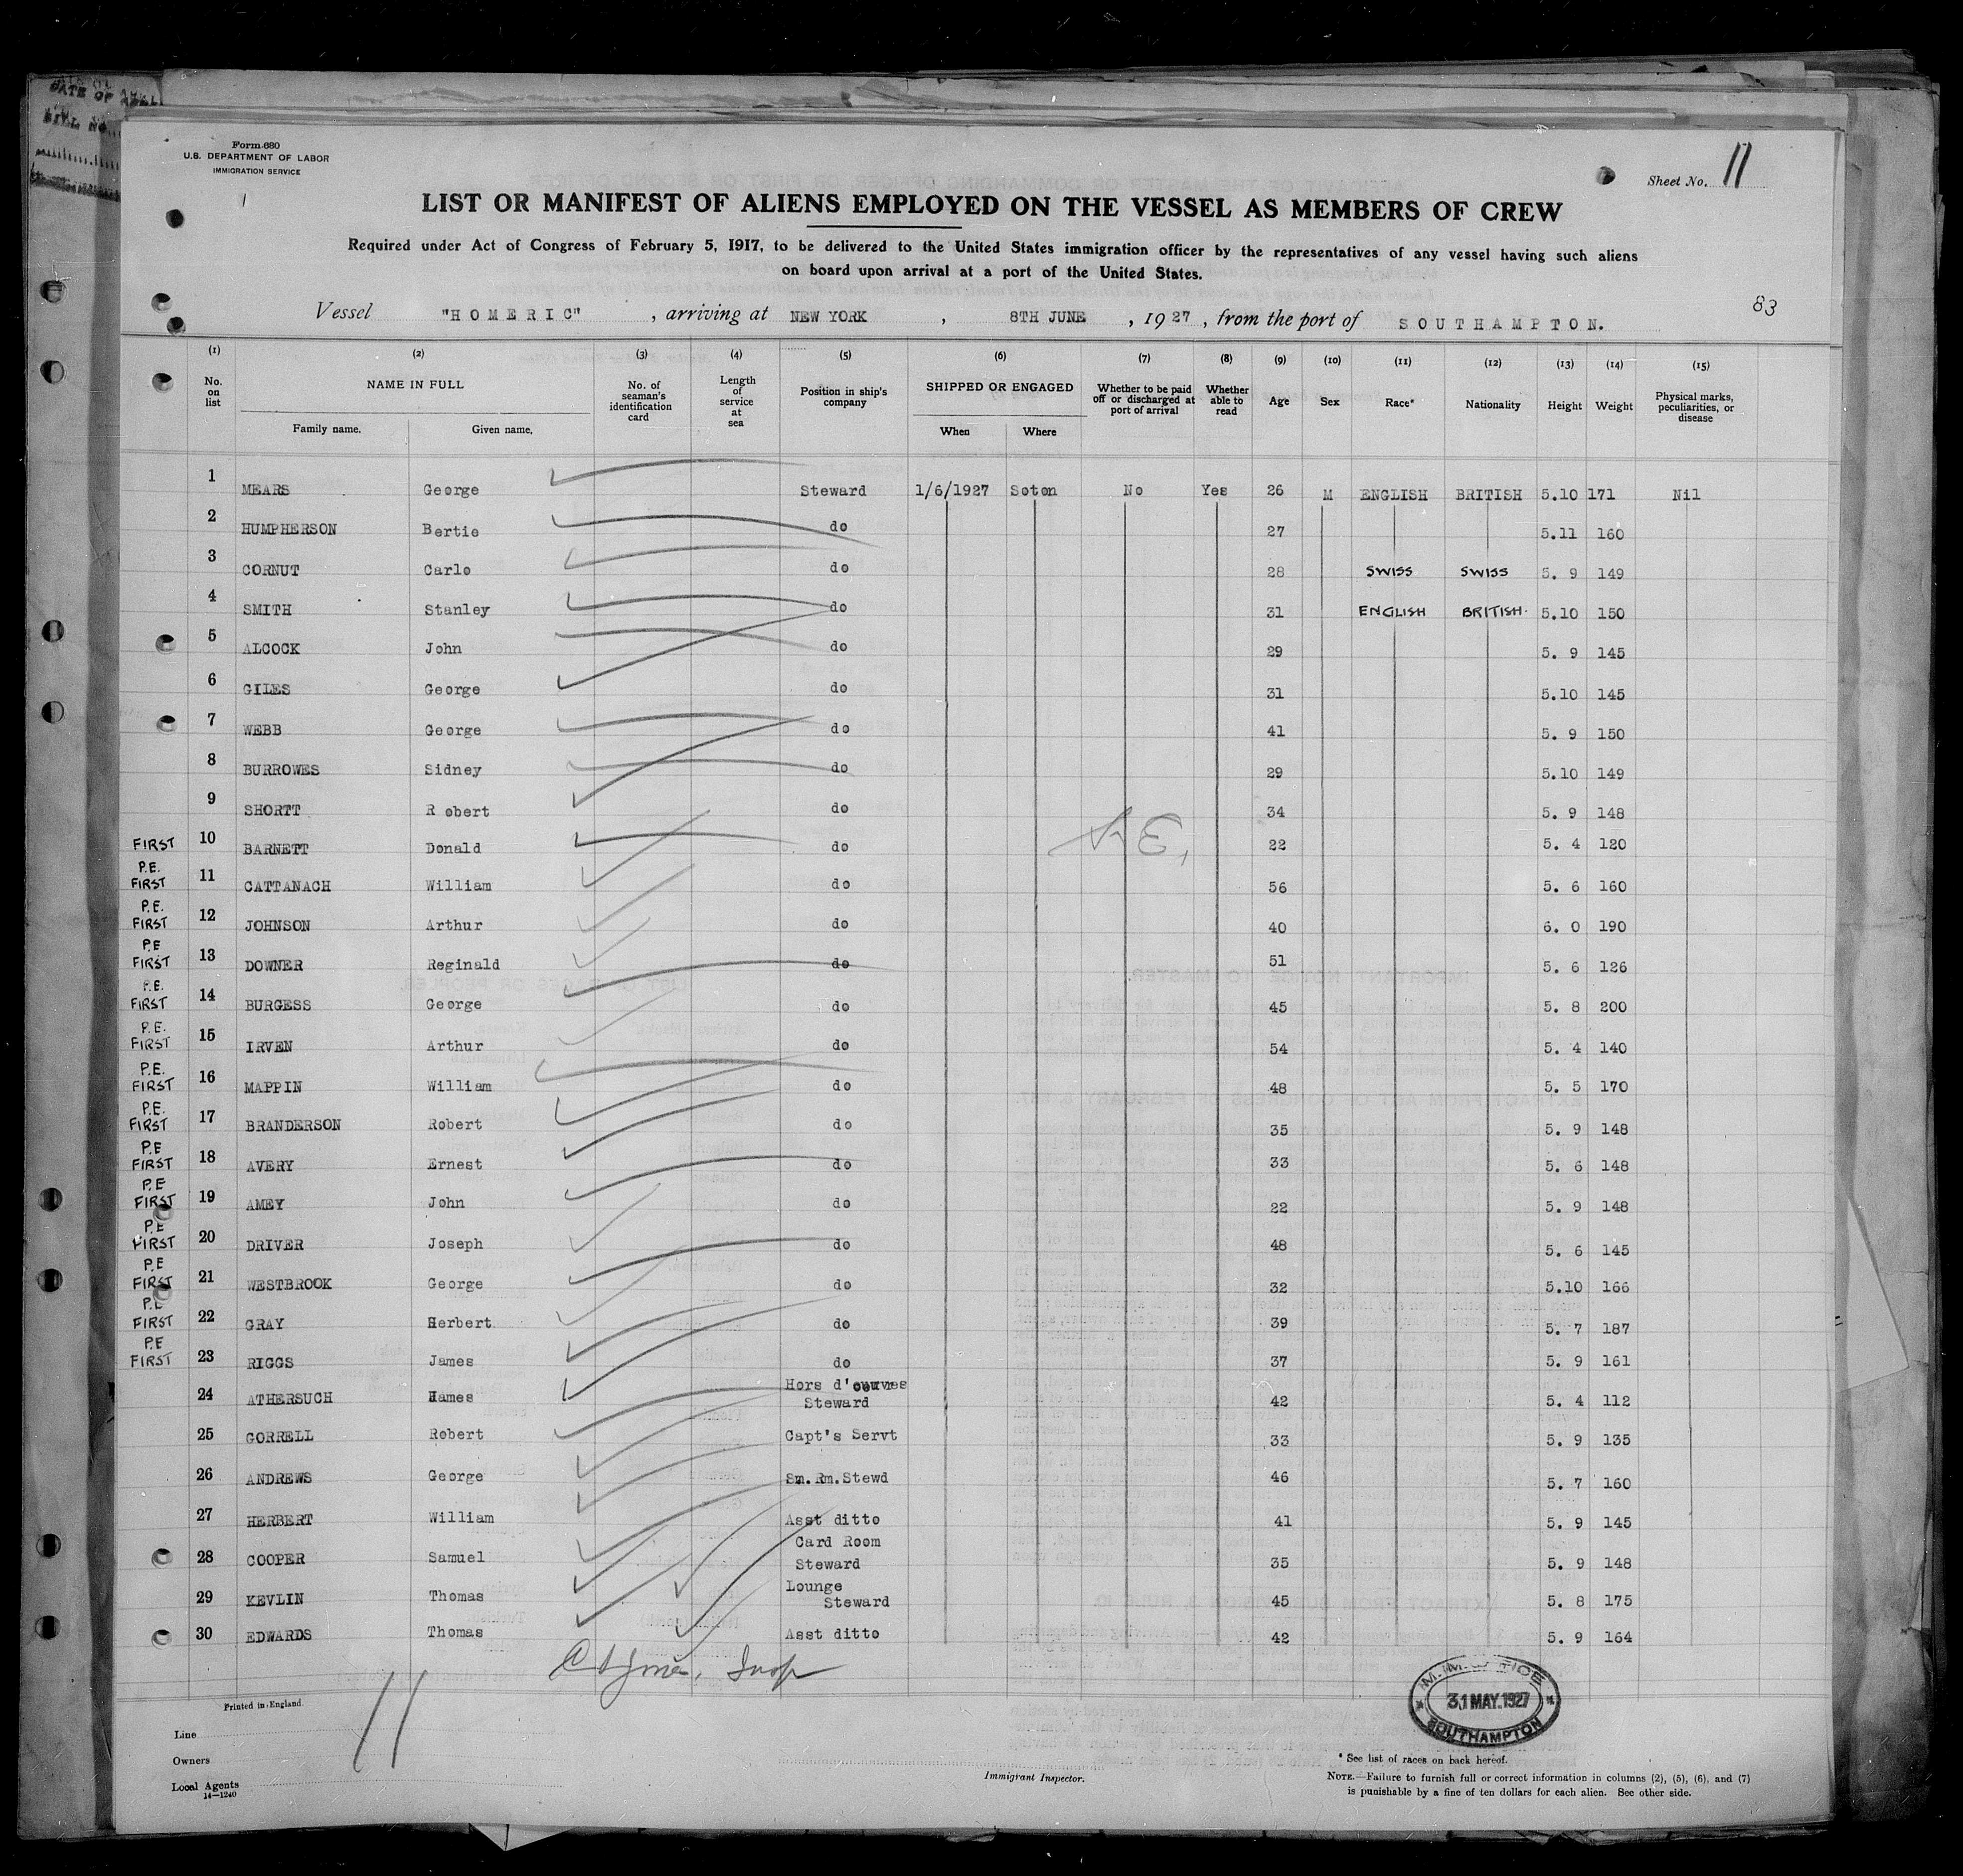 DATE OF
BILL NO.
Form 680
U.S. DEPARTMENT OF LABOR
IMMIGRATION SERVICE
Sheet No. 11
LIST OR MANIFEST OF ALIENS EMPLOYED ON THE VESSEL AS MEMBERS OF CREW
Required under Act of Congress of February 5, 1917, to be delivered to the United States immigration officer by the representatives of any vessel having such aliens
on board upon arrival at a port of the United States.
83
Vessel "HOMERIC", arriving at NEW YORK, 8TH JUNE, 1927, from the port of SOUTHAMPTON.
(1) (2) (3) (4) (5) (6) (7) (8) (9) (10) (11) (12) (13) (14) (15)
No. on list NAME IN FULL No. of seaman's identification card Length of service at sea Position in ship's company SHIPPED OR ENGAGED Whether to be paid off or discharged at port of arrival Whether able to read Age Sex Race* Nationality Height Weight Physical marks, peculiarities, or disease
Family name. Given name. When Where
1 MEARS George Steward 1/6/1927 Soton No Yes 26 M ENGLISH BRITISH 5.10 171 Nil
2 HUMPHERSON Bertie do 27 5.11 160
3 CORNUT Carlo do 28 SWISS SWISS 5. 9 149
4 SMITH Stanley do 31 ENGLISH BRITISH. 5.10 150
5 ALCOCK John do 29 5. 9 145
6 GILES George do 31 5.10 145
7 WEBB George do 41 5. 9 150
8 BURROWES Sidney do 29 5.10 149
9 SHORTT R obert do 34 5. 9 148
FIRST 10 BARNETT Donald do 22 5. 4 120
P.E. FIRST 11 CATTANACH William do 56 5. 6 160
P.E. FIRST 12 JOHNSON Arthur do 40 6. 0 190
P.E FIRST 13 DOWNER Reginald do 51 5. 6 126
P.E. FIRST 14 BURGESS George do 45 5. 8 200
P.E. FIRST 15 IRVEN Arthur do 54 5. 4 140
P.E. FIRST 16 MAPPIN William do 48 5. 5 170
P.E. FIRST 17 BRANDERSON Robert do 35 5. 9 148
P.E FIRST 18 AVERY Ernest do 33 5. 6 148
P.E FIRST 19 AMEY John do 22 5. 9 148
P.E FIRST 20 DRIVER Joseph do 48 5. 6 145
P.E FIRST 21 WESTBROOK George do 32 5.10 166
P.E FIRST 22 GRAY Herbert do 39 5. 7 187
P.E FIRST 23 RIGGS James do 37 5. 9 161
24 ATHERSUCH Hames Hors d'ouvres Steward 42 5. 4 112
25 GORRELL Robert Capt's Servt 33 5. 9 135
26 ANDREWS George Sm. Rm. Stewd 46 5. 7 160
27 HERBERT William Asst ditto 41 5. 9 145
28 COOPER Samuel Card Room Steward 35 5. 9 148
29 KEVLIN Thomas Lounge Steward 45 5. 8 175
30 EDWARDS Thomas Asst ditto 42 5. 9 164
M.M. OFFICE
31 MAY. 1927
SOUTHAMPTON
Printed in England.
11
Line
Owners
Local Agents
14—1240
Immigrant Inspector.
* See list of races on back hereof.
NOTE.—Failure to furnish full or correct information in columns (2), (5), (6), and (7)
is punishable by a fine of ten dollars for each alien. See other side.